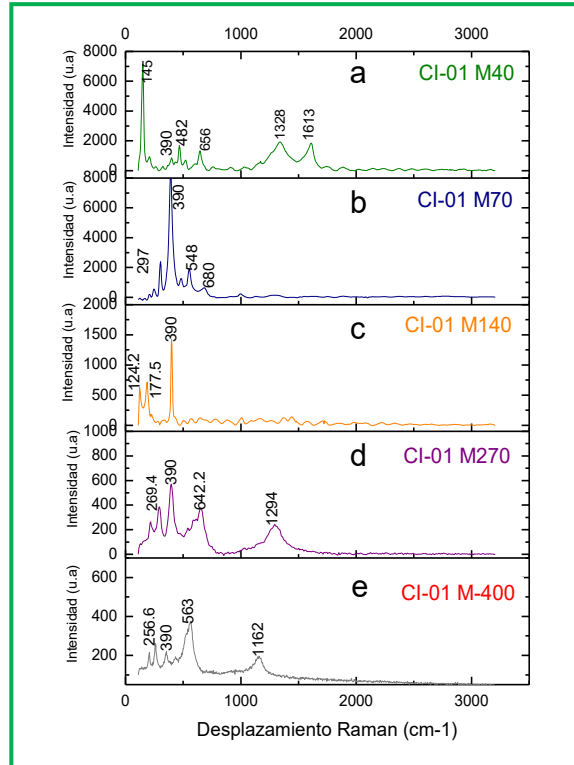 0 1000 2000 3000
8000
6000
4000
2000
0
Intensidad (u.a)
145
390
482
656
1328
1613
a
CI-01 M40
8000
6000
4000
2000
0
Intensidad (u.a)
297
390
548
680
b
CI-01 M70
2000
1500
1000
500
0
Intensidad (u.a)
124.2
177.5
390
c
CI-01 M140
1000
800
600
400
200
0
Intensidad (u.a)
269.4
390
642.2
1294
d
CI-01 M270
600
400
200
Intensidad (u.a)
256.6
390
563
1162
e
CI-01 M-400
0 1000 2000 3000
Desplazamiento Raman (cm-1)